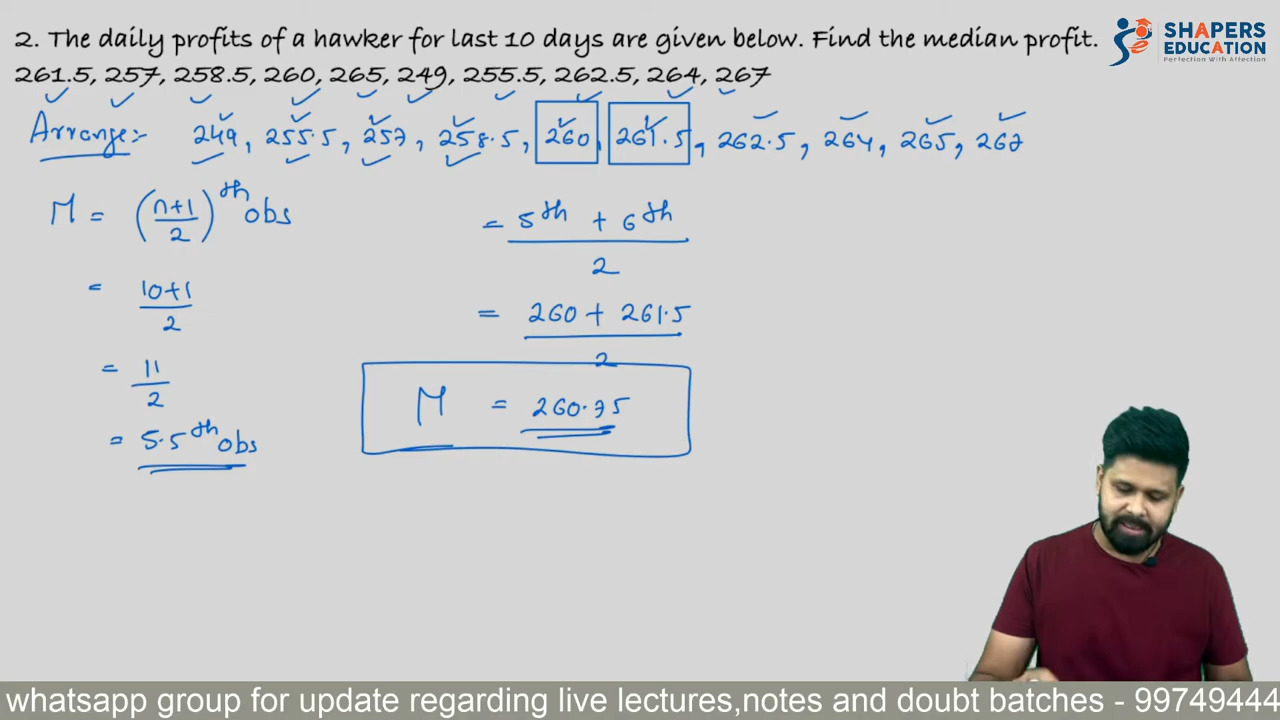 2. The daily profits of a hawker for last 10 days are given below. Find the median profit.
261.5, 257, 258.5, 260, 265, 249, 255.5, 262.5, 264, 267
SHAPERS
EDUCATION
Perfection With Affection
Arrange:- 249, 255.5, 257, 258.5, 260, 261.5, 262.5, 264, 265, 267
M = (n+1/2)th obs
= 10+1/2
= 11/2
= 5.5th obs
= 5th + 6th / 2
= 260 + 261.5 / 2
M = 260.75
whatsapp group for update regarding live lectures,notes and doubt batches - 99749444